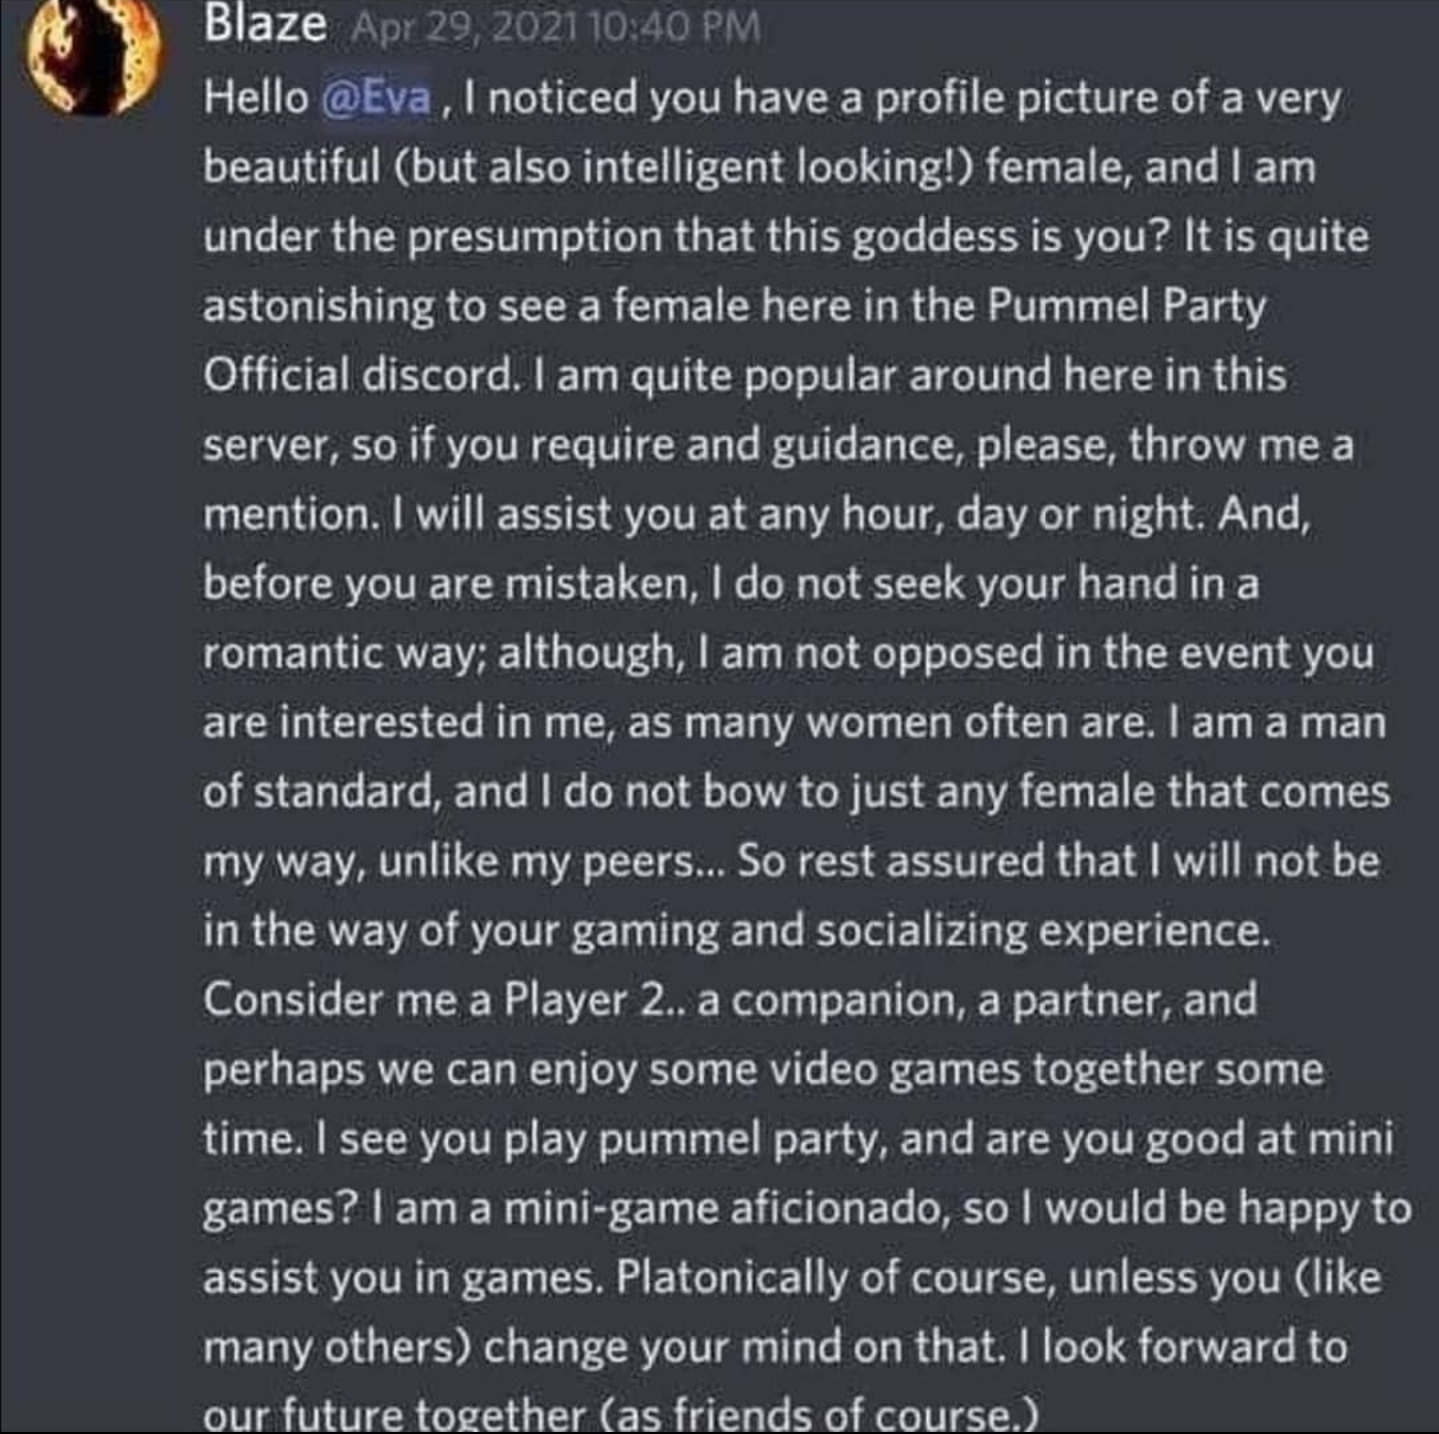 Blaze Apr 29, 2021 10:40 PM
Hello @Eva , I noticed you have a profile picture of a very
beautiful (but also intelligent looking!) female, and I am
under the presumption that this goddess is you? It is quite
astonishing to see a female here in the Pummel Party
Official discord. I am quite popular around here in this
server, so if you require and guidance, please, throw me a
mention. I will assist you at any hour, day or night. And,
before you are mistaken, I do not seek your hand in a
romantic way; although, I am not opposed in the event you
are interested in me, as many women often are. I am a man
of standard, and I do not bow to just any female that comes
my way, unlike my peers... So rest assured that I will not be
in the way of your gaming and socializing experience.
Consider me a Player 2.. a companion, a partner, and
perhaps we can enjoy some video games together some
time. I see you play pummel party, and are you good at mini
games? I am a mini-game aficionado, so I would be happy to
assist you in games. Platonically of course, unless you (like
many others) change your mind on that. I look forward to
our future together (as friends of course.)